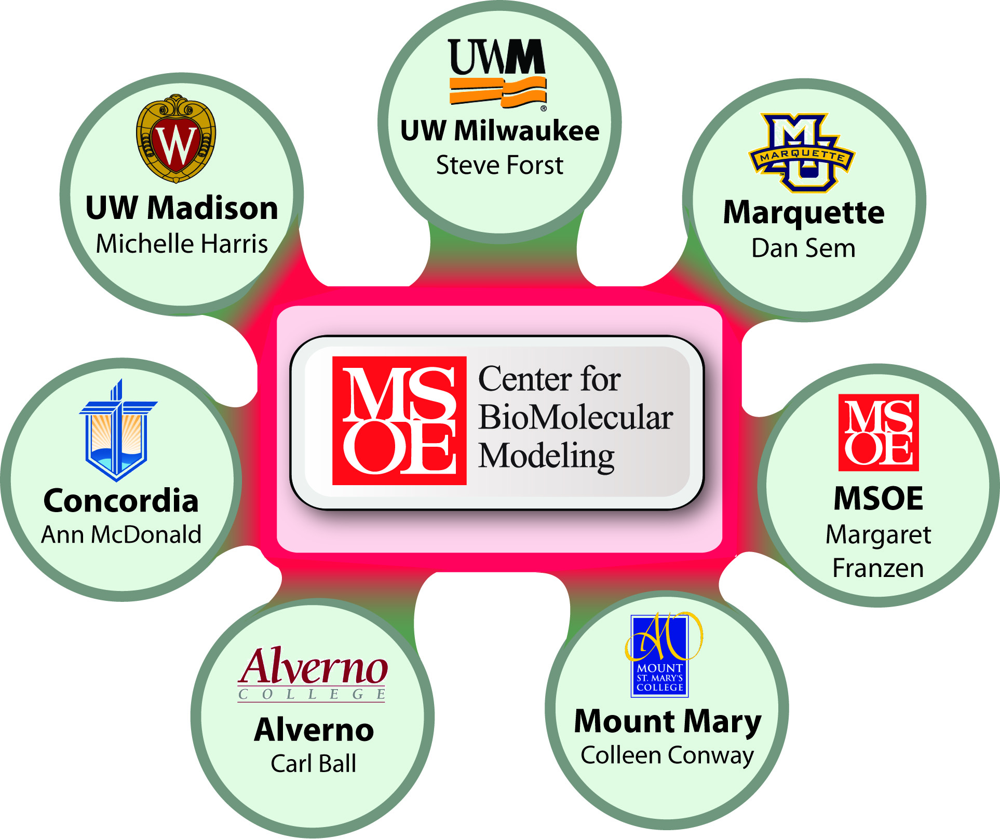 UWM
®
UW Milwaukee
Steve Forst
W
UW Madison
Michelle Harris
MU
MARQUETTE
™
Marquette
Dan Sem
MS
OE
Center for
BioMolecular
Modeling
Concordia
Ann McDonald
MS
OE
MSOE
Margaret
Franzen
Alverno
COLLEGE
Alverno
Carl Ball
M
MOUNT
ST. MARY'S
COLLEGE
Mount Mary
Colleen Conway